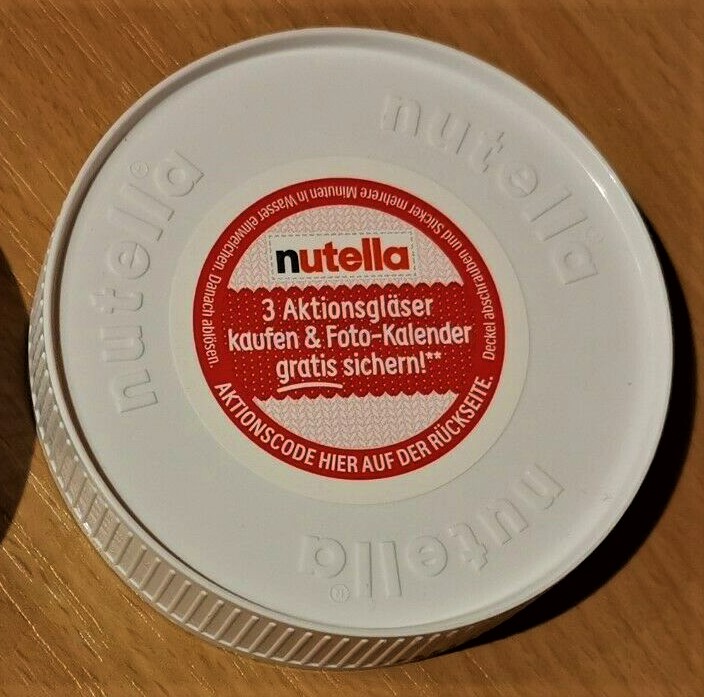 nutella
3 Aktionsgläser
kaufen & Foto-Kalender
gratis sichern!**
AKTIONSCODE HIER AUF DER RÜCKSEITE.
Deckel abschrauben und Sticker mehrere Minuten in Wasser einweichen. Danach ablösen.
nutella®
nutella®
nutella®